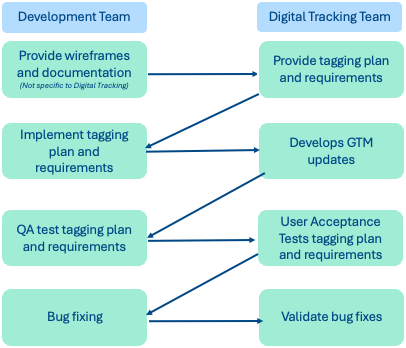 Development Team
Digital Tracking Team
Provide wireframes
and documentation
(Not specific to Digital Tracking)
Provide tagging plan
and requirements
Implement tagging
plan and
requirements
Develops GTM
updates
QA test tagging plan
and requirements
User Acceptance
Tests tagging plan
and requirements
Bug fixing
Validate bug fixes